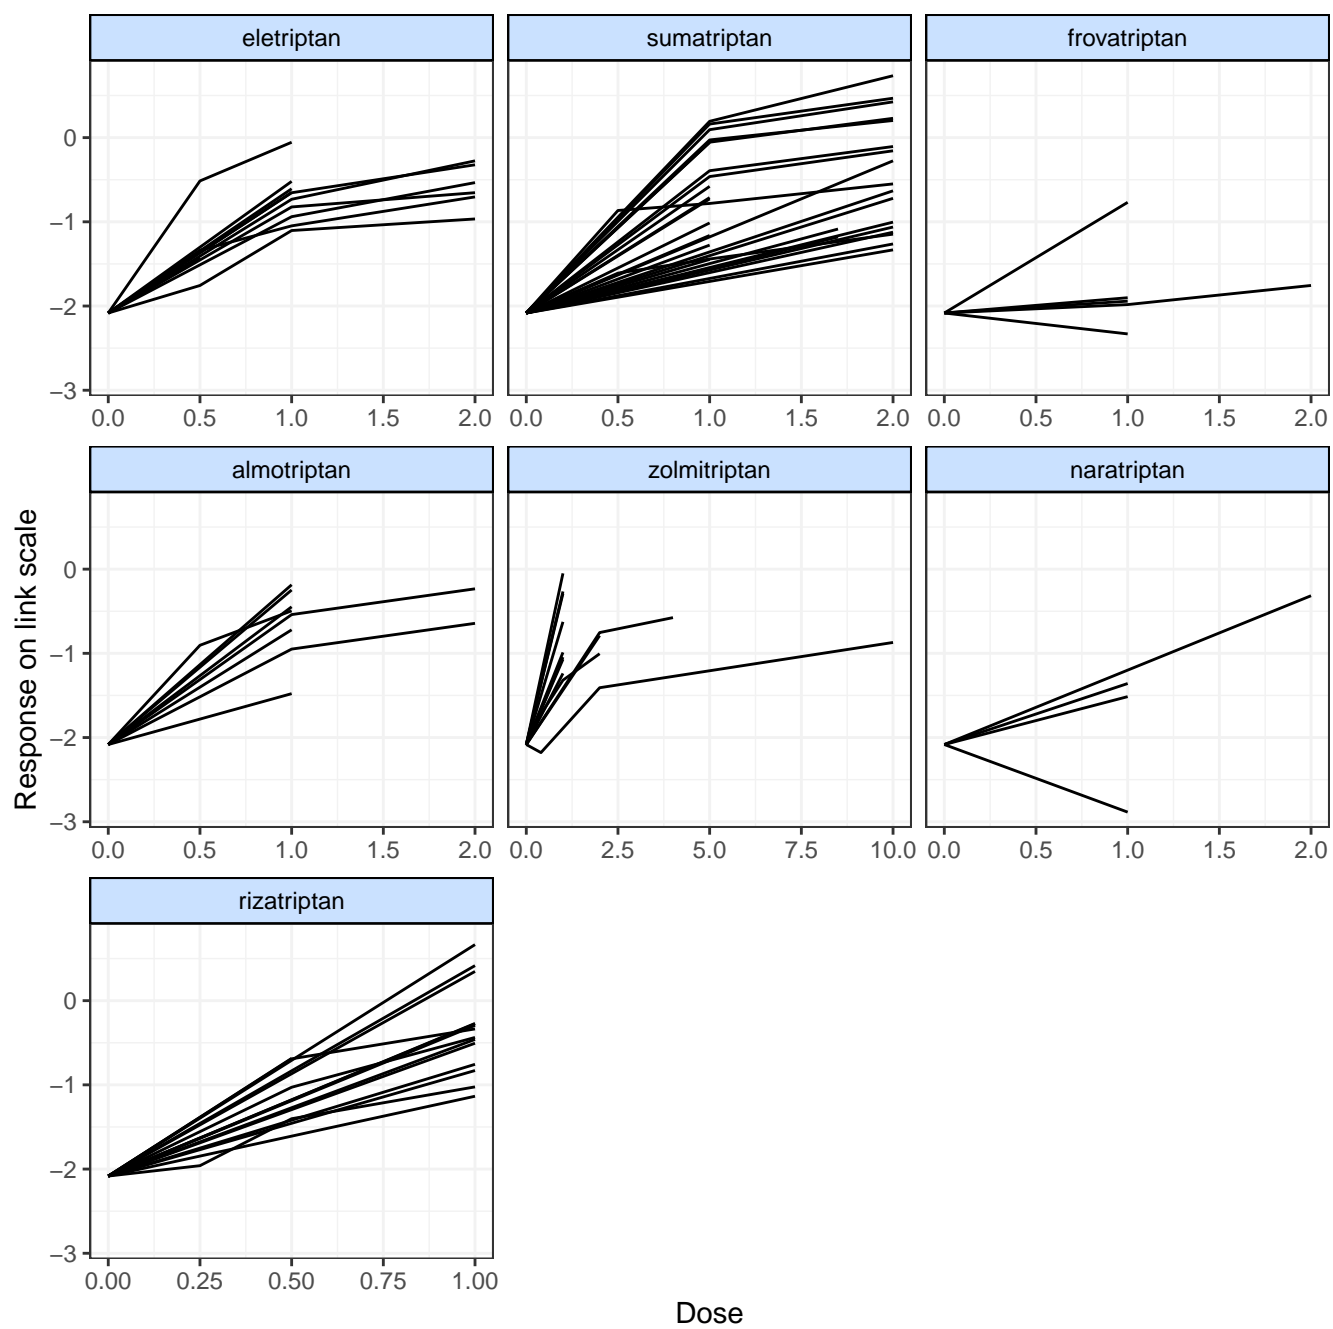 eletriptan sumatriptan frovatriptan
0
−1
−2
−3
0.0 0.5 1.0 1.5 2.0 0.0 0.5 1.0 1.5 2.0 0.0 0.5 1.0 1.5 2.0
almotriptan zolmitriptan naratriptan
Response on link scale
0
−1
−2
−3
0.0 0.5 1.0 1.5 2.0 0.0 2.5 5.0 7.5 10.0 0.0 0.5 1.0 1.5 2.0
rizatriptan
0
−1
−2
−3
0.00 0.25 0.50 0.75 1.00
Dose